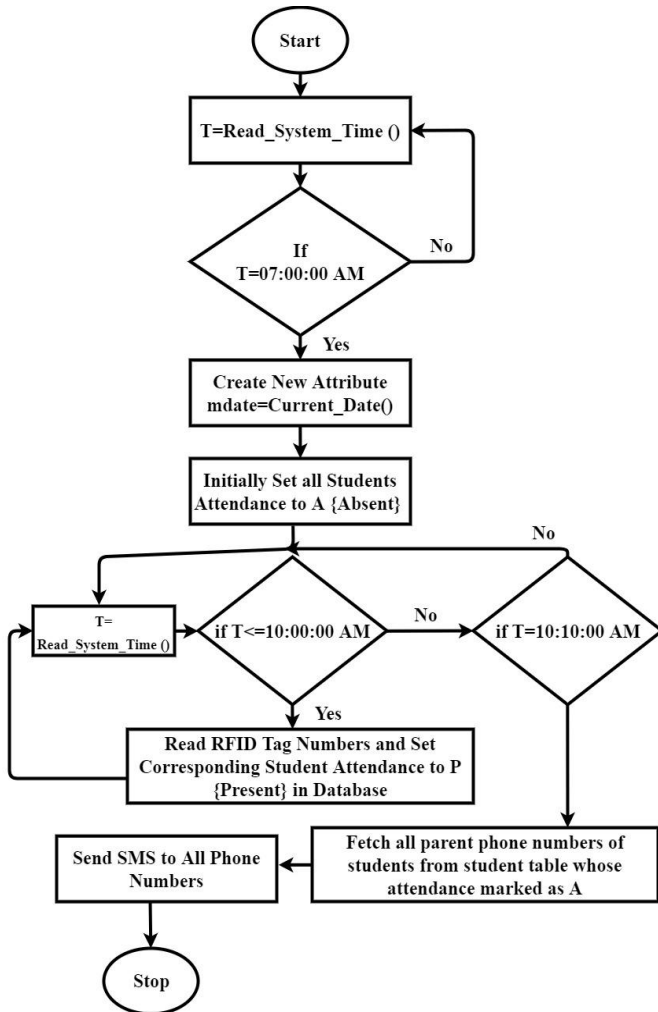 Start
T=Read_System_Time ()
If
T=07:00:00 AM
No
Yes
Create New Attribute
mdate=Current_Date()
Initially Set all Students
Attendance to A {Absent}
No
T=
Read_System_Time ()
if T<=10:00:00 AM
No
if T=10:10:00 AM
Yes
Read RFID Tag Numbers and Set
Corresponding Student Attendance to P
{Present} in Database
Fetch all parent phone numbers of
students from student table whose
attendance marked as A
Send SMS to All Phone
Numbers
Stop